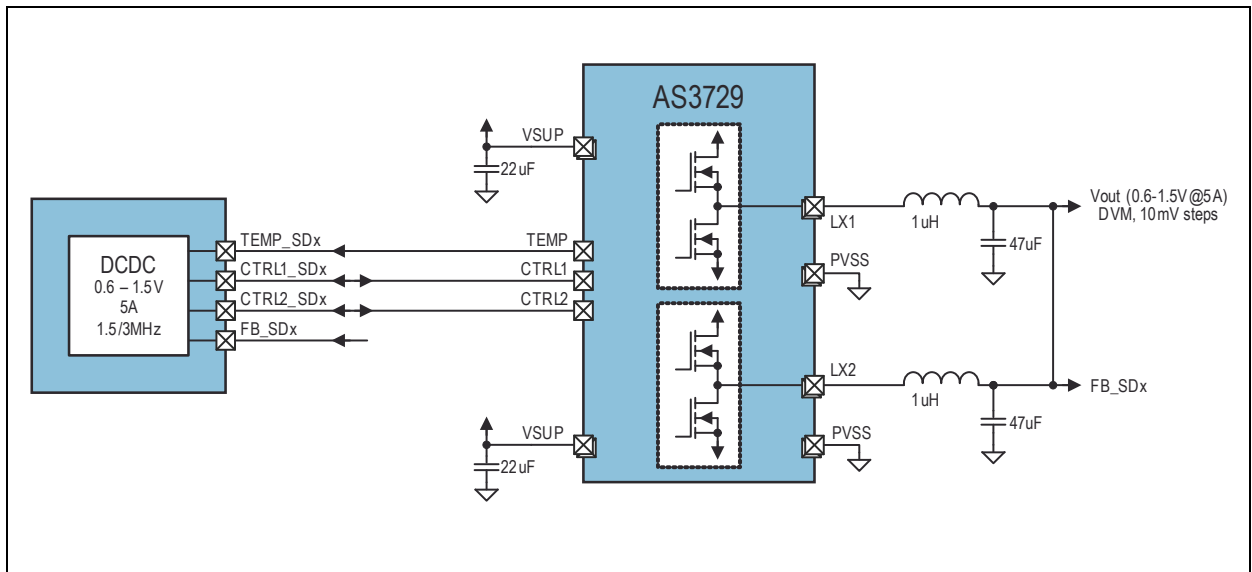 AS3729
VSUP
22uF
TEMP_SDx
CTRL1_SDx
CTRL2_SDx
FB_SDx
DCDC
0.6 – 1.5V
5A
1.5/3MHz
TEMP
CTRL1
CTRL2
LX1
1uH
47uF
Vout (0.6-1.5V@5A)
DVM, 10mV steps
PVSS
LX2
1uH
47uF
FB_SDx
PVSS
VSUP
22uF